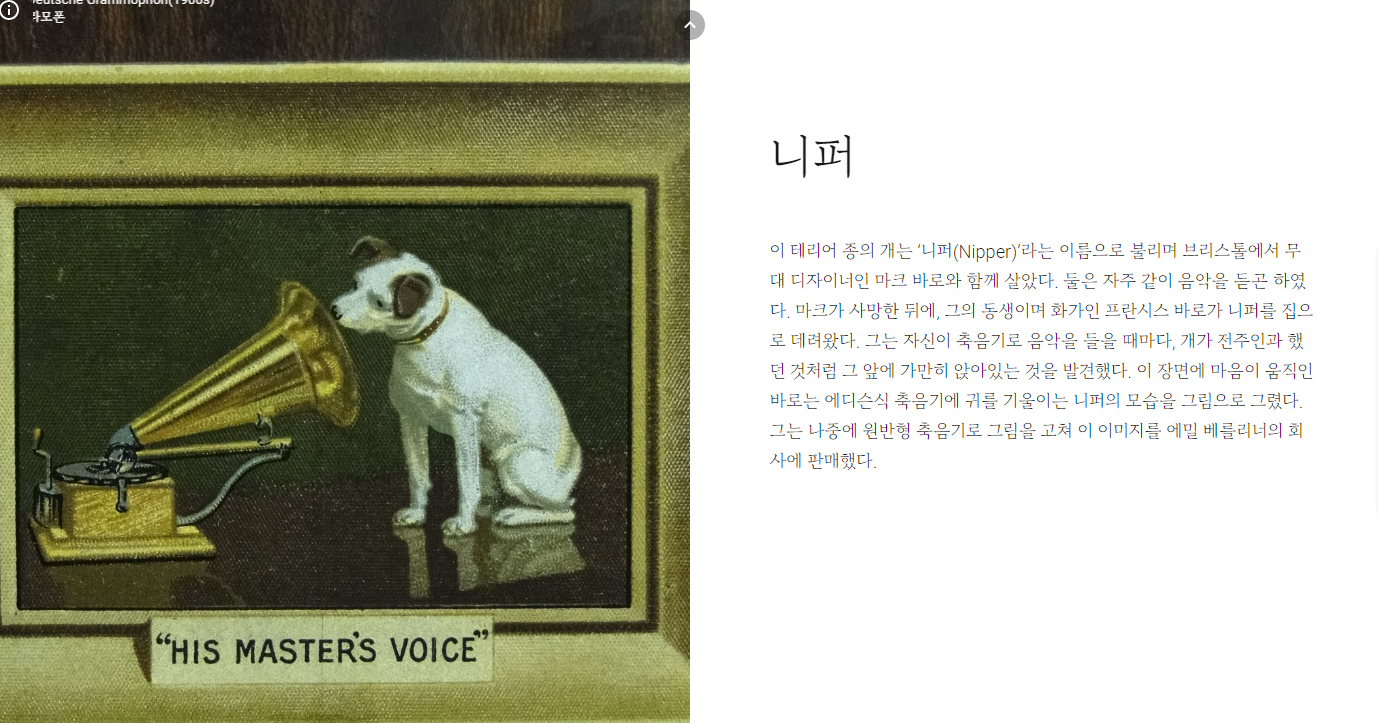 Deutsche Grammophon(1900s)
라모폰
"HIS MASTER'S VOICE"
니퍼
이 테리어 종의 개는 ‘니퍼(Nipper)’라는 이름으로 불리며 브리스톨에서 무
대 디자이너인 마크 바로와 함께 살았다. 둘은 자주 같이 음악을 듣곤 하였
다. 마크가 사망한 뒤에, 그의 동생이며 화가인 프란시스 바로가 니퍼를 집으
로 데려왔다. 그는 자신이 축음기로 음악을 들을 때마다, 개가 전주인과 했
던 것처럼 그 앞에 가만히 앉아있는 것을 발견했다. 이 장면에 마음이 움직인
바로는 에디슨식 축음기에 귀를 기울이는 니퍼의 모습을 그림으로 그렸다.
그는 나중에 원반형 축음기로 그림을 고쳐 이 이미지를 에밀 베를리너의 회
사에 판매했다.